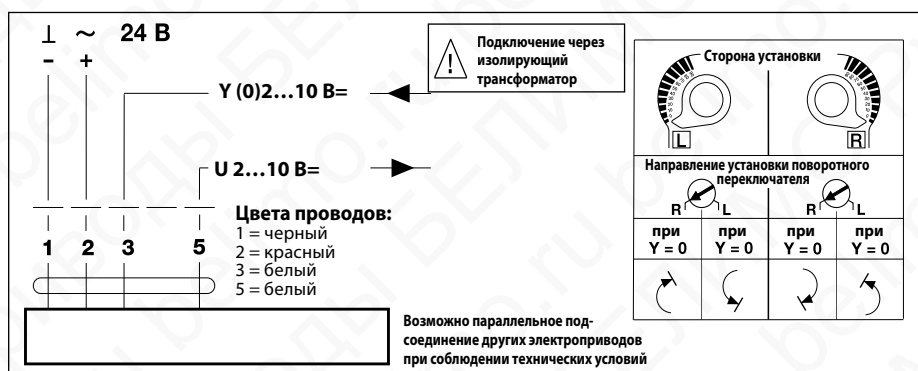 ⊥ ~ 24 В
- +
Y (0)2...10 В=
U 2...10 В=
Подключение через
изолирующий
трансформатор
Цвета проводов:
1 2 3 5
1 = черный
2 = красный
3 = белый
5 = белый
Возможно параллельное под-
соединение других электроприводов
при соблюдении технических условий
Сторона установки
L R
Направление установки поворотного
переключателя
R L R L
при при при при
Y = 0 Y = 0 Y = 0 Y = 0